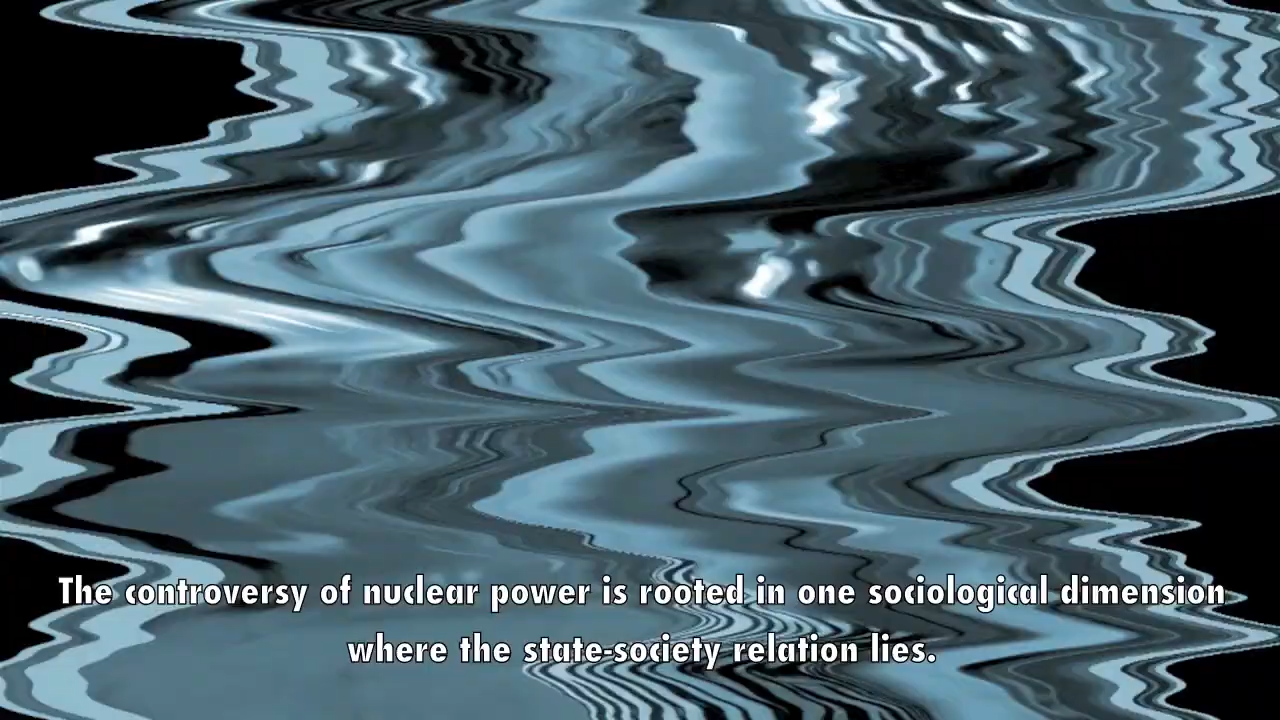 The controversy of nuclear power is rooted in one sociological dimension
where the state-society relation lies.